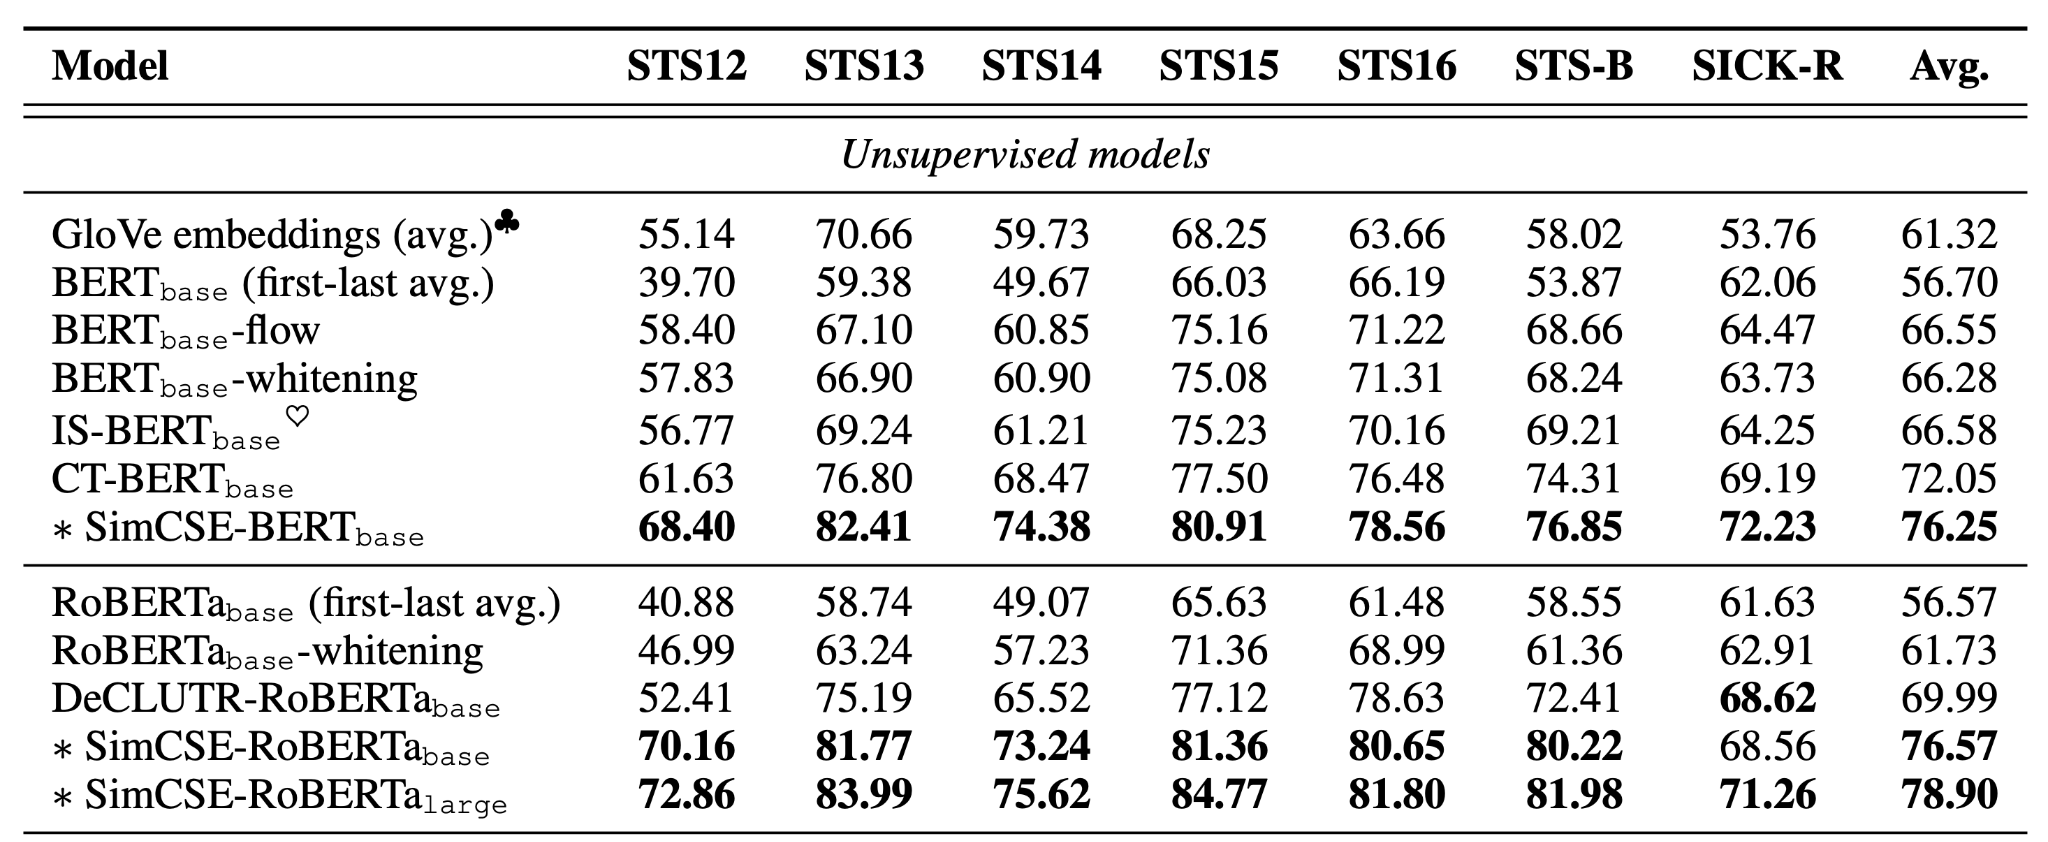 Model STS12 STS13 STS14 STS15 STS16 STS-B SICK-R Avg.
Unsupervised models
GloVe embeddings (avg.)♣ 55.14 70.66 59.73 68.25 63.66 58.02 53.76 61.32
BERTbase (first-last avg.) 39.70 59.38 49.67 66.03 66.19 53.87 62.06 56.70
BERTbase-flow 58.40 67.10 60.85 75.16 71.22 68.66 64.47 66.55
BERTbase-whitening 57.83 66.90 60.90 75.08 71.31 68.24 63.73 66.28
IS-BERTbase♡ 56.77 69.24 61.21 75.23 70.16 69.21 64.25 66.58
CT-BERTbase 61.63 76.80 68.47 77.50 76.48 74.31 69.19 72.05
∗ SimCSE-BERTbase 68.40 82.41 74.38 80.91 78.56 76.85 72.23 76.25
RoBERTabase (first-last avg.) 40.88 58.74 49.07 65.63 61.48 58.55 61.63 56.57
RoBERTabase-whitening 46.99 63.24 57.23 71.36 68.99 61.36 62.91 61.73
DeCLUTR-RoBERTabase 52.41 75.19 65.52 77.12 78.63 72.41 68.62 69.99
∗ SimCSE-RoBERTabase 70.16 81.77 73.24 81.36 80.65 80.22 68.56 76.57
∗ SimCSE-RoBERTalarge 72.86 83.99 75.62 84.77 81.80 81.98 71.26 78.90